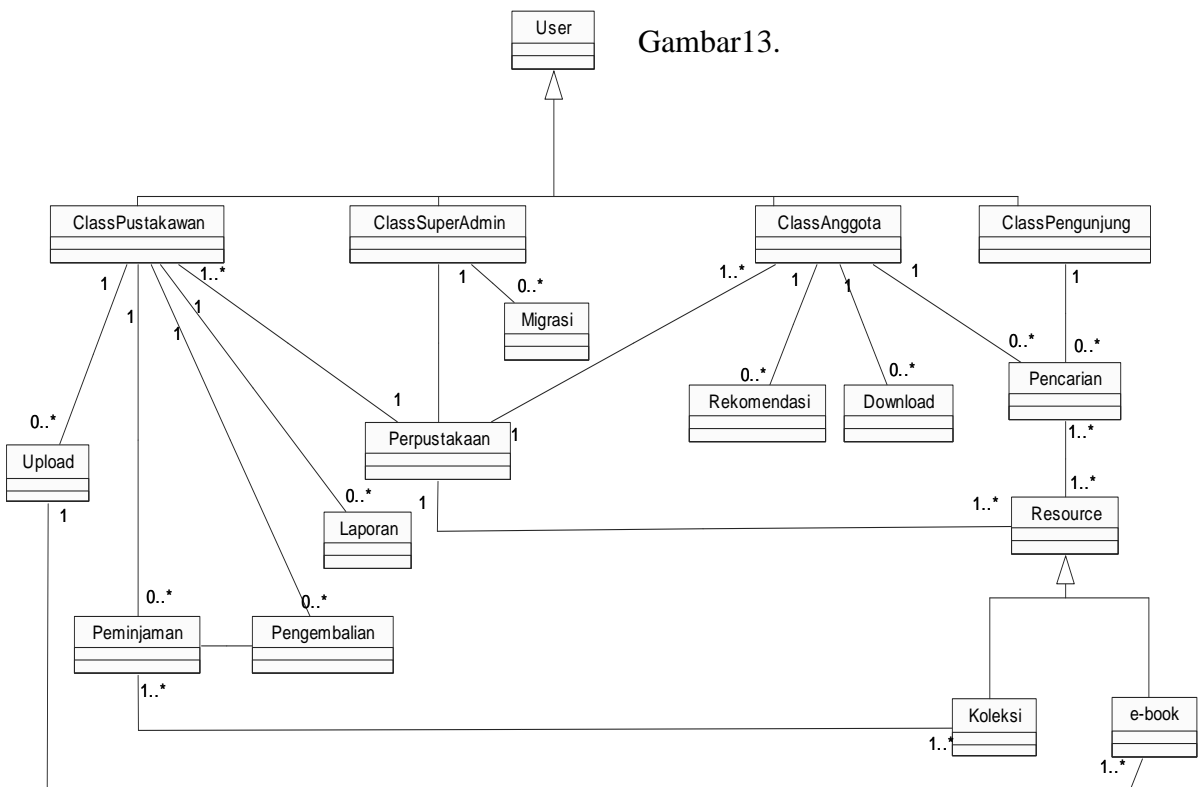 User
Gambar13.
ClassPustakawan
ClassSuperAdmin
ClassAnggota
ClassPengunjung
1
1
1
1
1..*
1
0..*
Migrasi
1..*
1
1
1
1
0..*
0..*
0..*
0..*
Pencarian
Rekomendasi
Download
0..*
Upload
1
1
Perpustakaan
1
1..*
1..*
1
0..*
Laporan
1..*
Resource
0..*
0..*
Peminjaman
Pengembalian
1..*
Koleksi
1..*
e-book
1..*